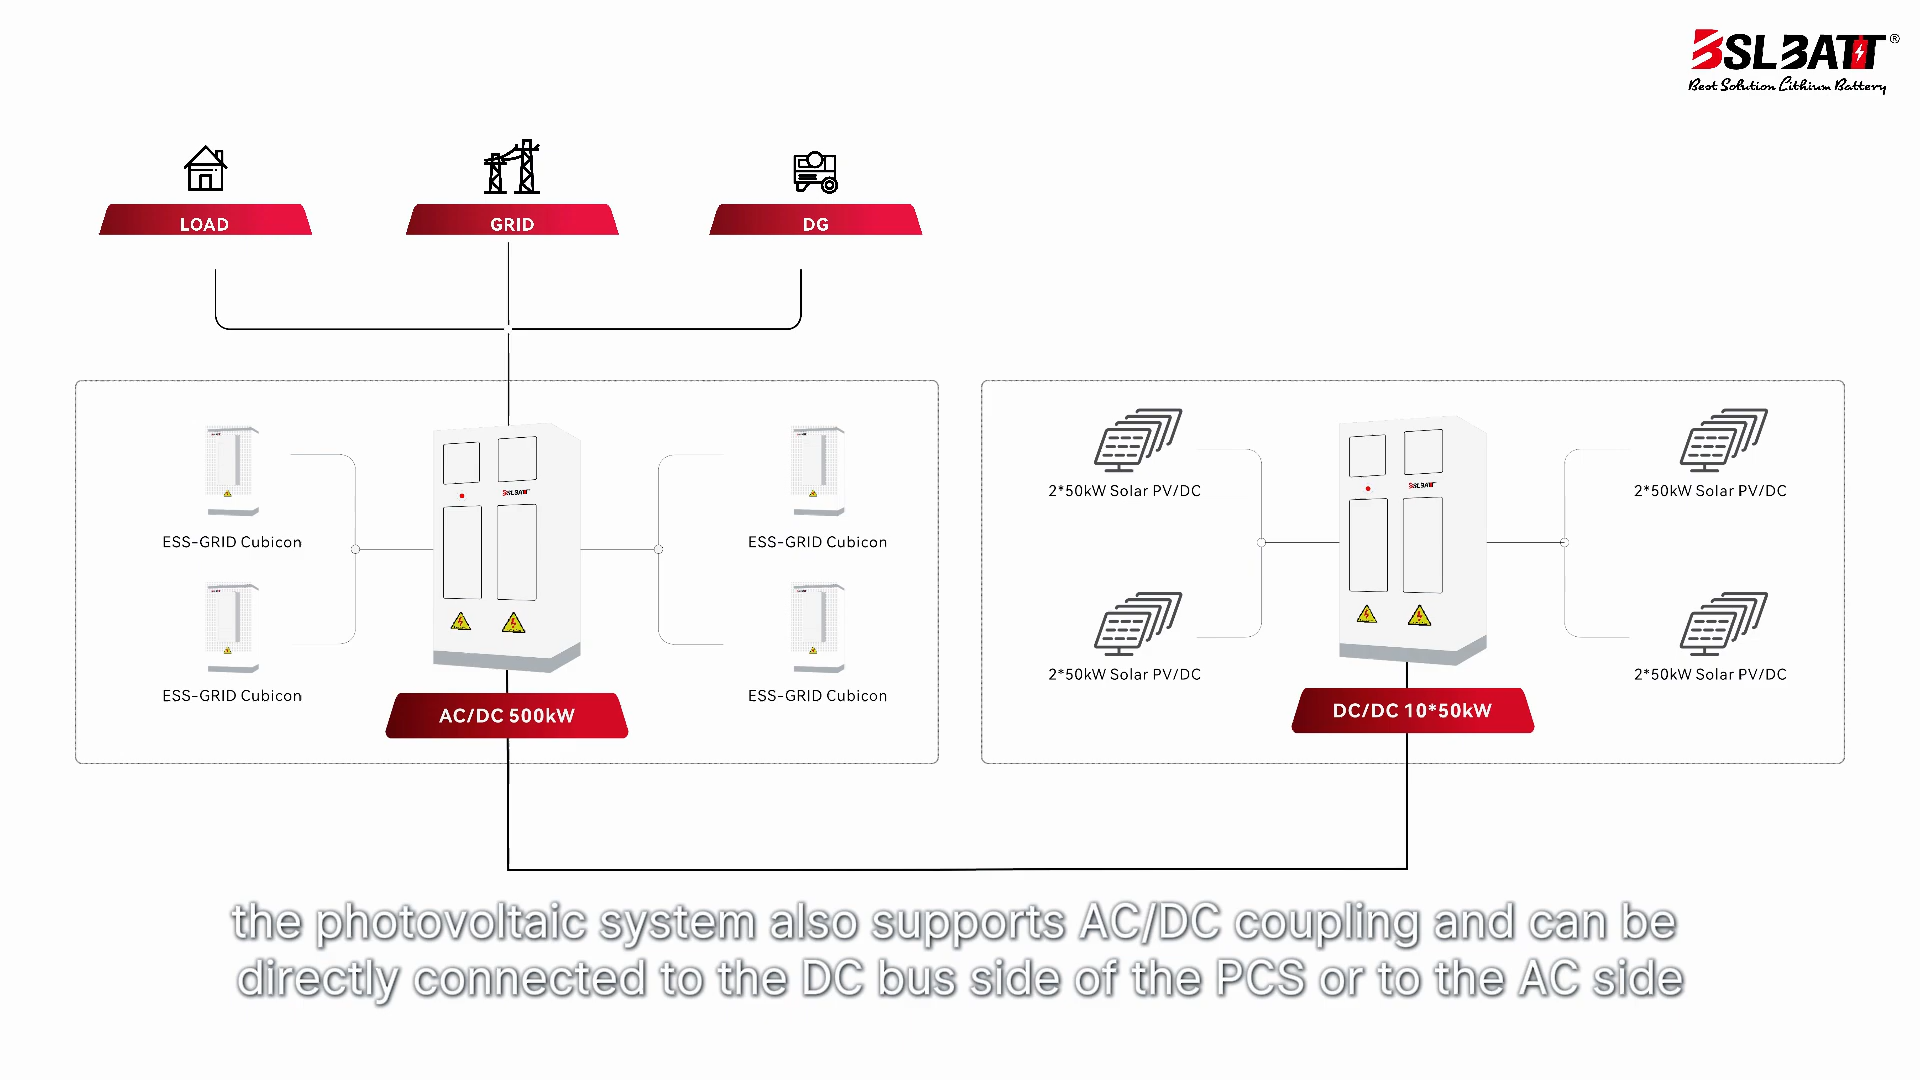 BSLBATT®
Best Solution Lithium Battery
LOAD
GRID
DG
ESS-GRID Cubicon
ESS-GRID Cubicon
ESS-GRID Cubicon
ESS-GRID Cubicon
BSLBATT
AC/DC 500kW
2*50kW Solar PV/DC
2*50kW Solar PV/DC
2*50kW Solar PV/DC
2*50kW Solar PV/DC
BSLBATT
DC/DC 10*50kW
the photovoltaic system also supports AC/DC coupling and can be
directly connected to the DC bus side of the PCS or to the AC side